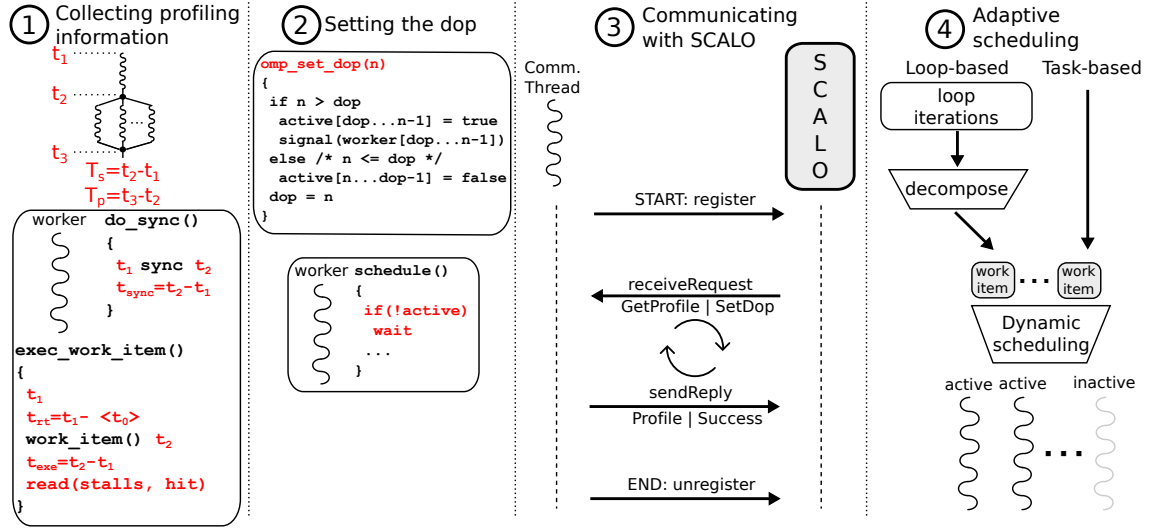 1 Collecting profiling
information
t1
t2
...
t3
Ts=t2-t1
Tp=t3-t2
worker do_sync()
{
t1 sync t2
tsync=t2-t1
}
exec_work_item()
{
t1
trt=t1- <t0>
work_item() t2
texe=t2-t1
read(stalls, hit)
}
2 Setting the dop
omp_set_dop(n)
{
if n > dop
active[dop...n-1] = true
signal(worker[dop...n-1])
else /* n <= dop */
active[n...dop-1] = false
dop = n
}
worker schedule()
{
if(!active)
wait
...
}
3 Communicating
with SCALO
Comm.
Thread
S
C
A
L
O
START: register
receiveRequest
GetProfile | SetDop
sendReply
Profile | Success
END: unregister
4 Adaptive
scheduling
Loop-based Task-based
loop
iterations
decompose
work
item
...
work
item
Dynamic
scheduling
active active inactive
...